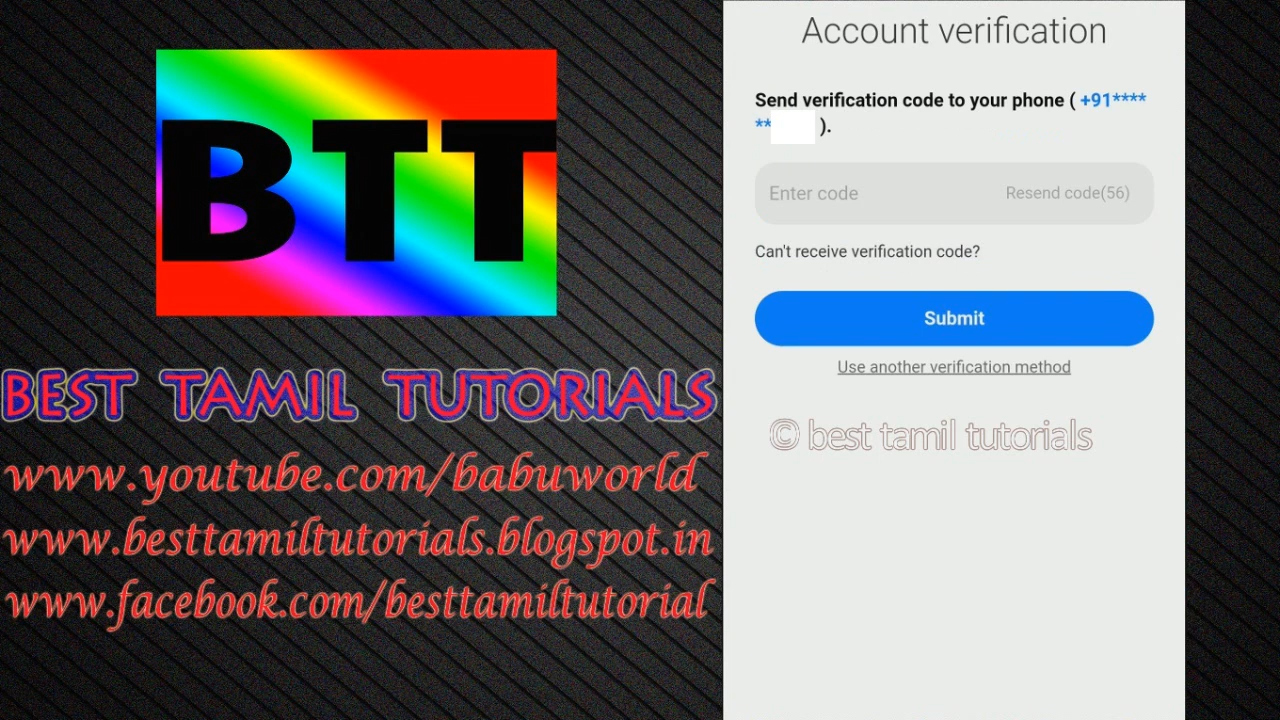 BTT
BEST TAMIL TUTORIALS
www.youtube.com/babuworld
www.besttamiltutorials.blogspot.in
www.facebook.com/besttamiltutorial
Account verification
Send verification code to your phone ( +91****
** ).
Enter code Resend code(56)
Can't receive verification code?
Submit
Use another verification method
© best tamil tutorials